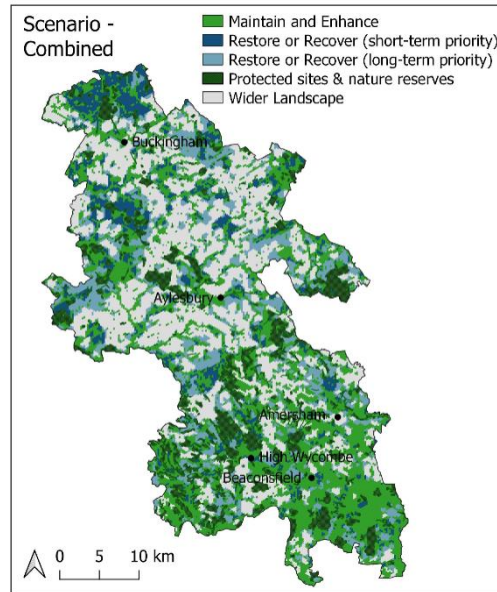 Scenario -
Combined
Maintain and Enhance
Restore or Recover (short-term priority)
Restore or Recover (long-term priority)
Protected sites & nature reserves
Wider Landscape
Buckingham
Aylesbury
Amersham
High Wycombe
Beaconsfield
0 5 10 km